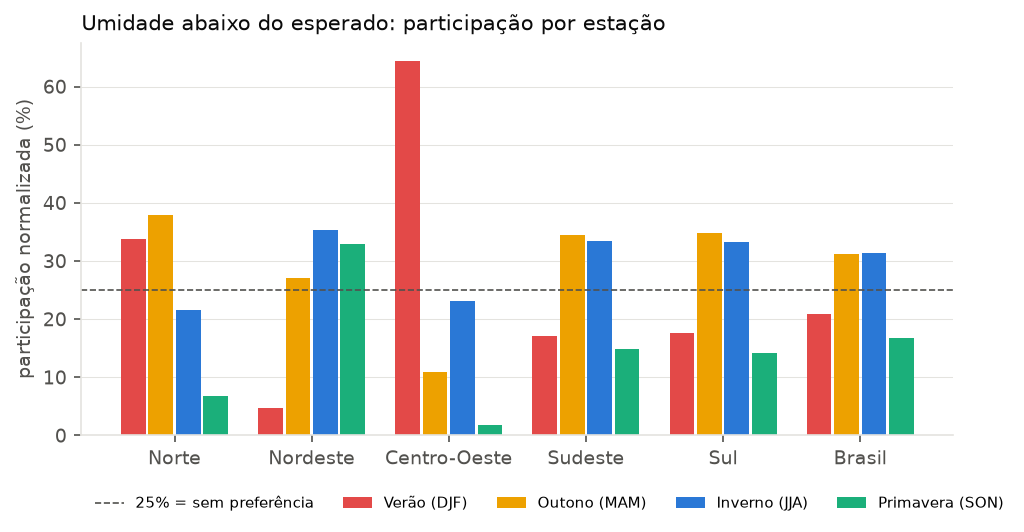 Umidade abaixo do esperado: participação por estação
participação normalizada (%)
60
50
40
30
20
10
0
Norte
Nordeste
Centro-Oeste
Sudeste
Sul
Brasil
25% = sem preferência
Verão (DJF)
Outono (MAM)
Inverno (JJA)
Primavera (SON)